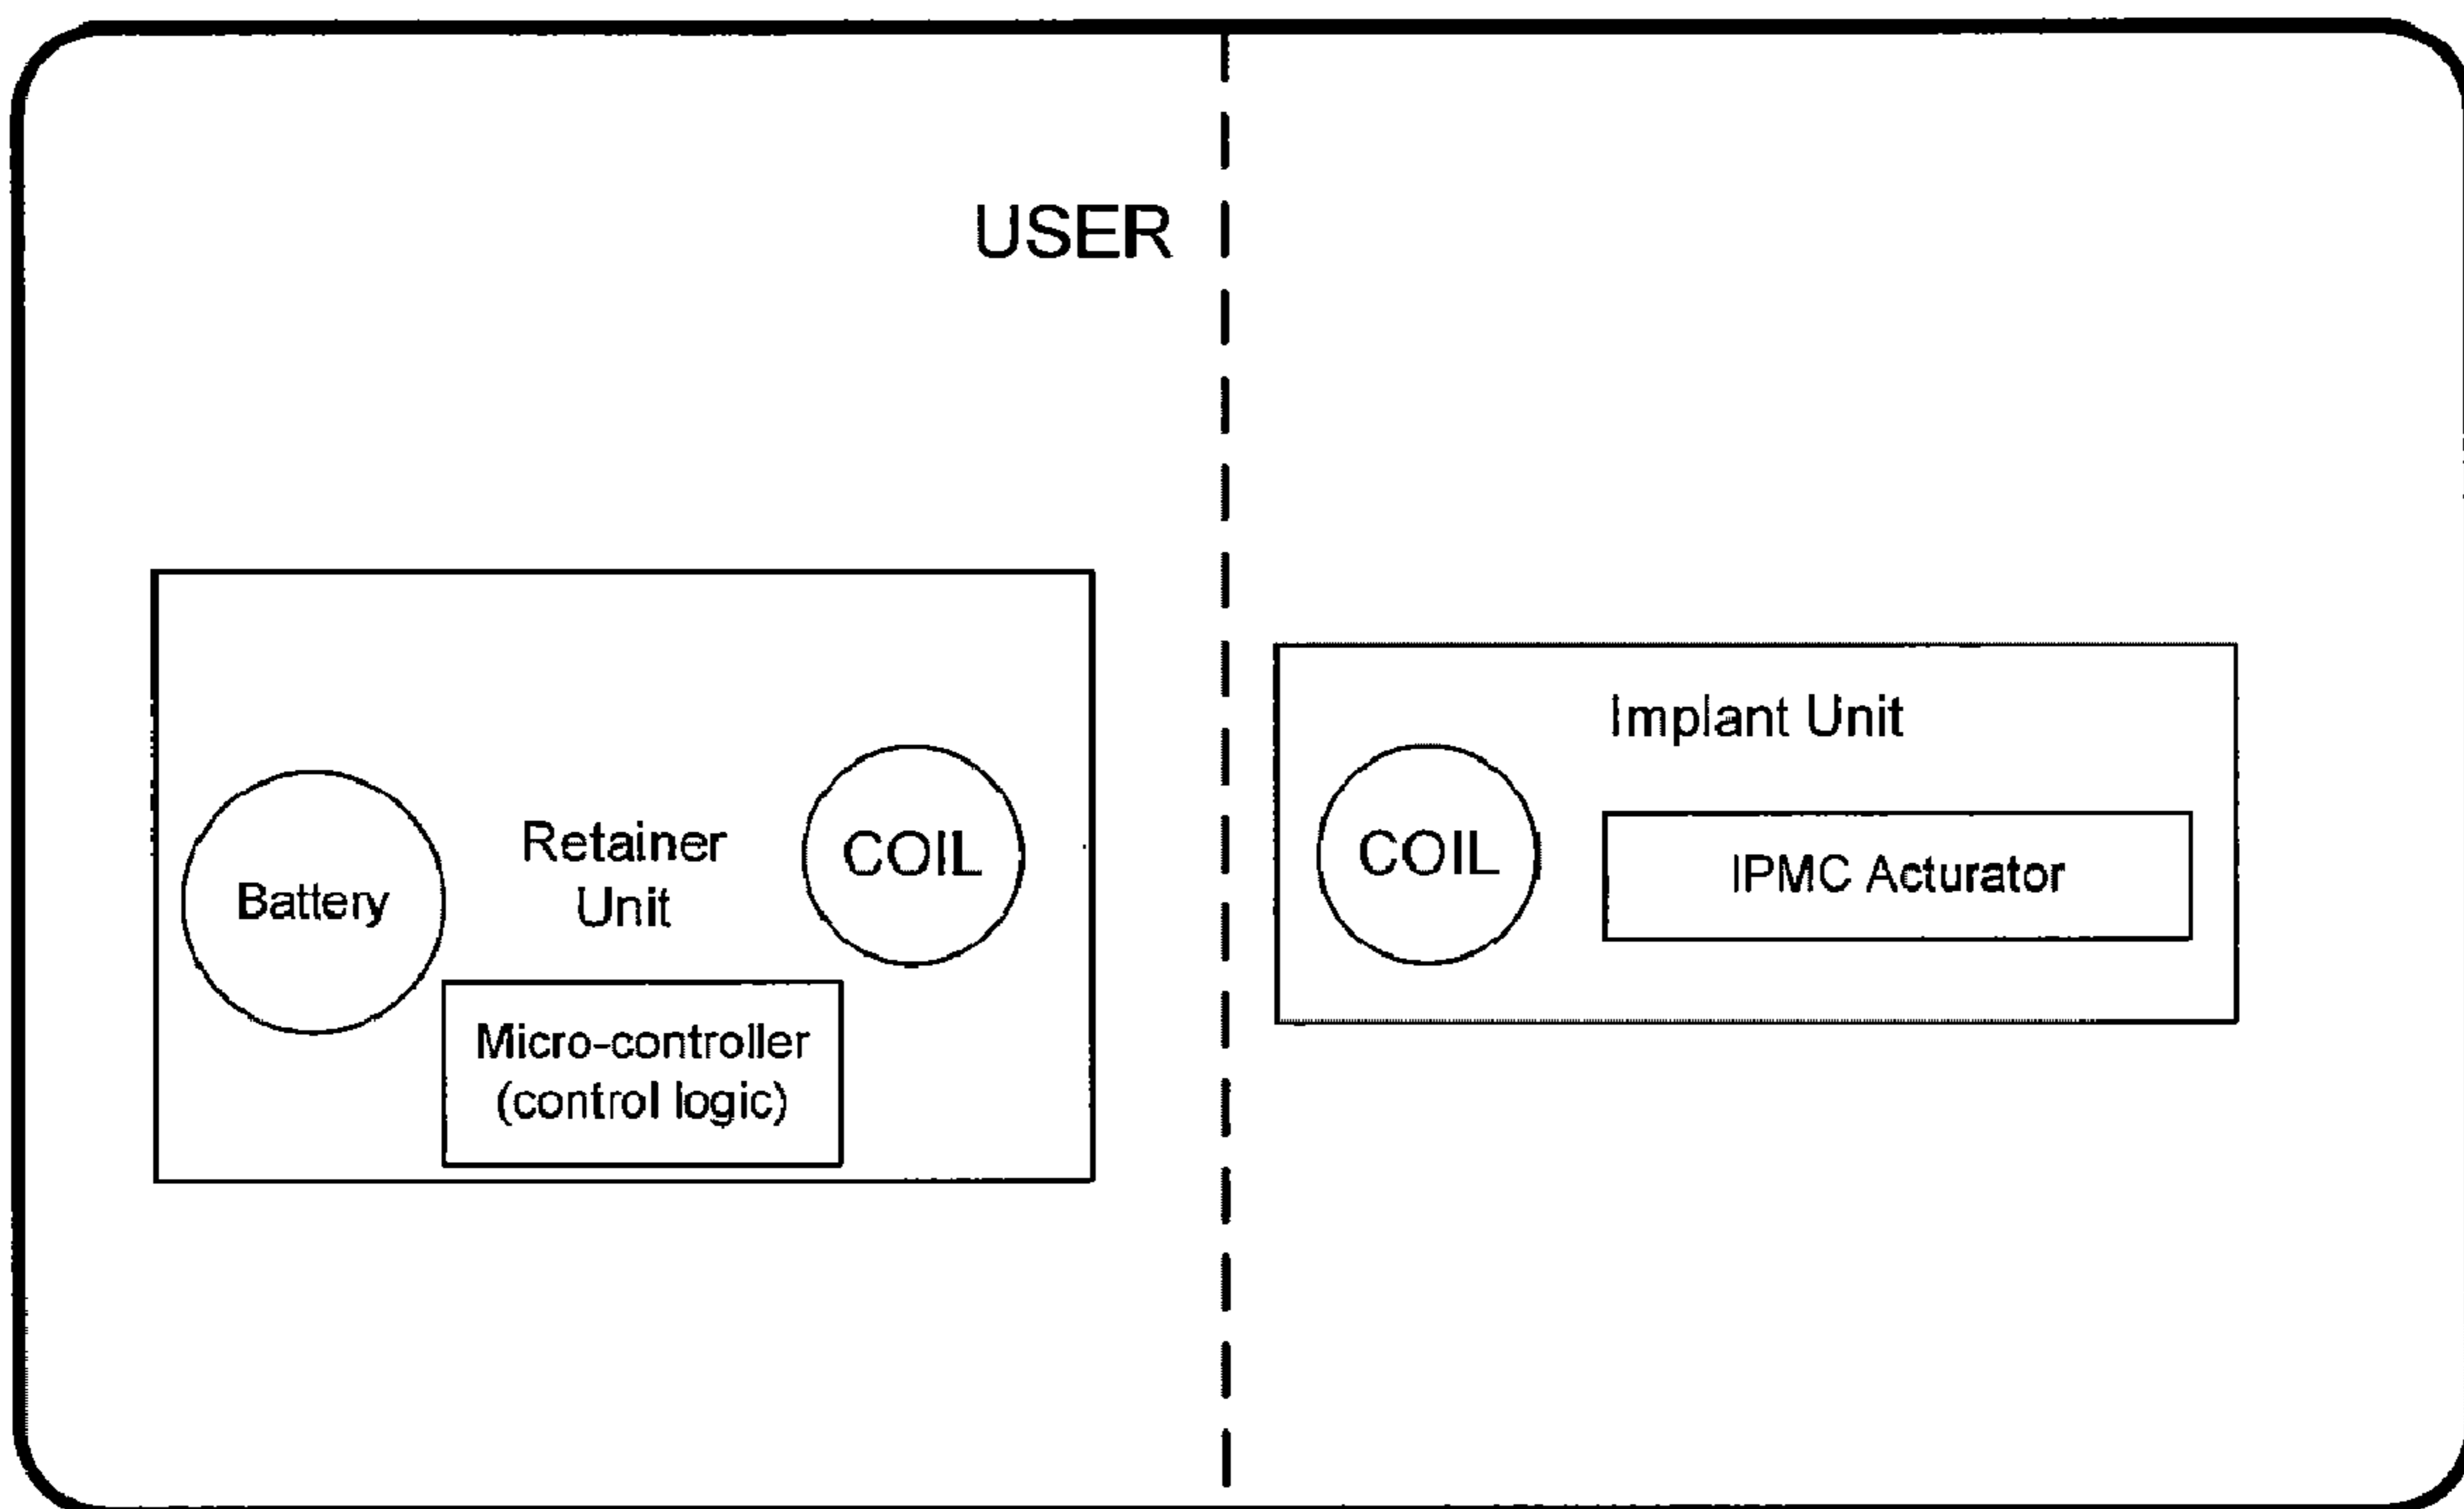 USER
Retainer
Unit
Battery
COIL
Micro-controller
(control logic)
Implant Unit
COIL
IPMC Acturator